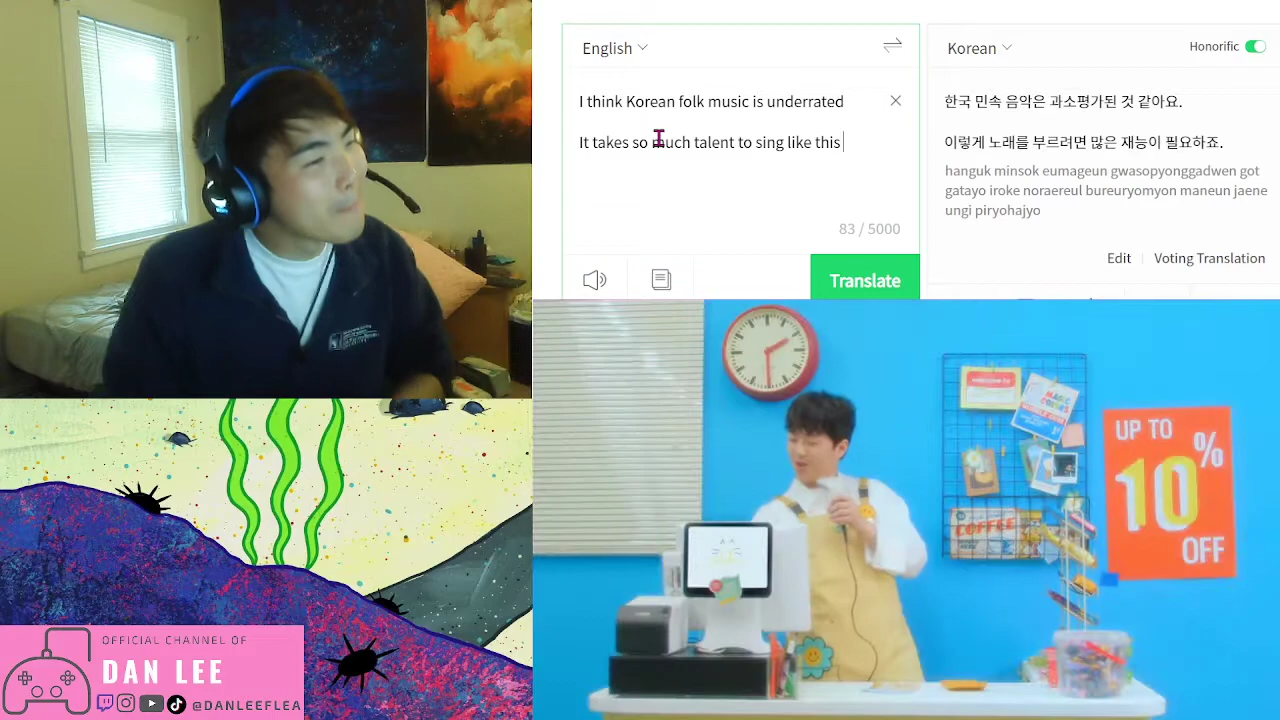 English
Korean
Honorific
I think Korean folk music is underrated
한국 민속 음악은 과소평가된 것 같아요.
It takes so much talent to sing like this
이렇게 노래를 부르려면 많은 재능이 필요하죠.
hanguk minsok eumageun gwasopyonggadwen got
gatayo iroke noraereul bureuryomyon maneun jaene
ungi piryohajyo
83 / 5000
Edit
Voting Translation
Translate
UP TO
10%
OFF
MAGIC
COFFEE
OFFICIAL CHANNEL OF
DAN LEE
@DANLEEFLEA